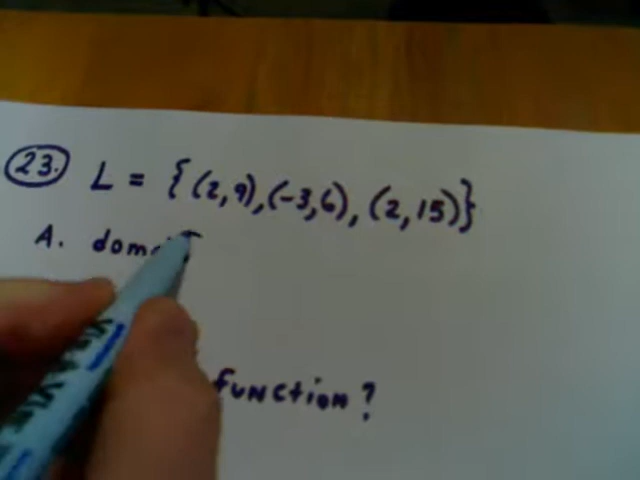 23. L = {(2,9),(-3,6), (2,15)}
A.
function?